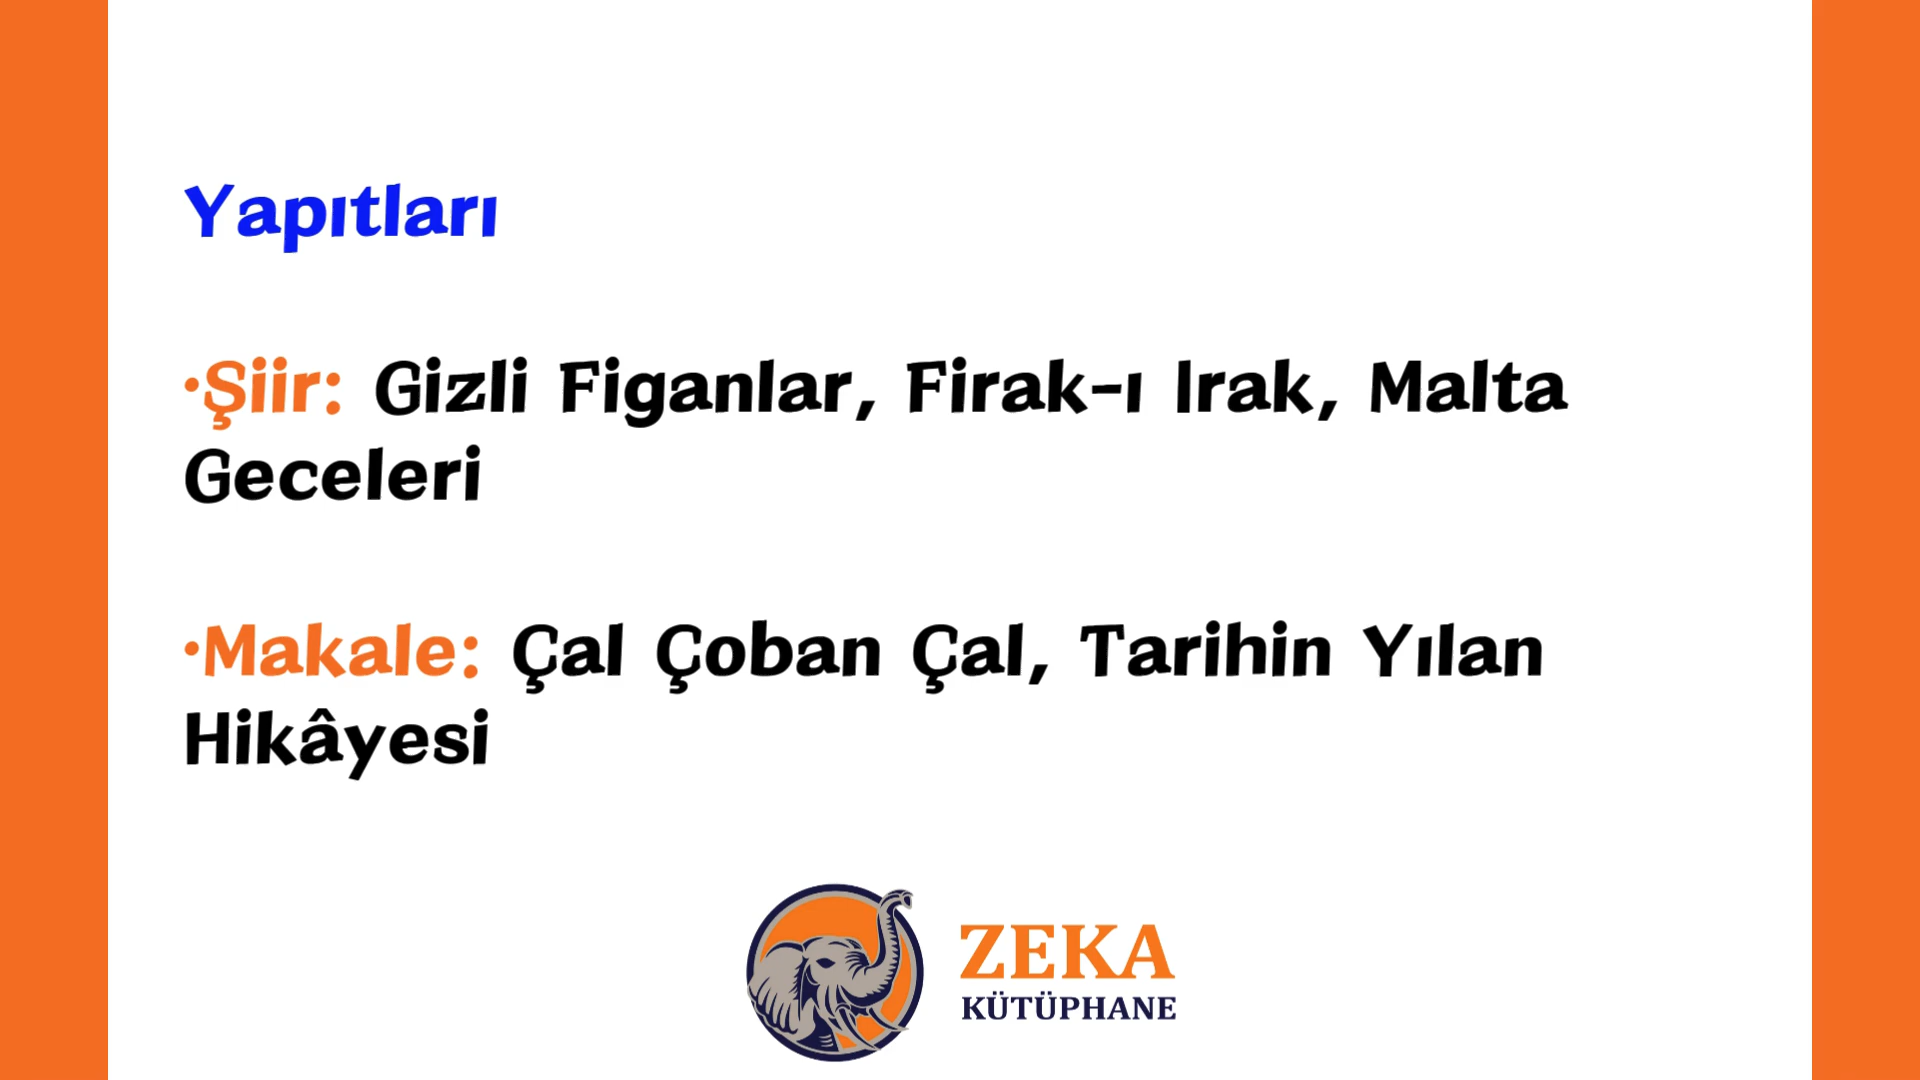 Yapıtları
•Şiir: Gizli Figanlar, Firak-ı Irak, Malta
Geceleri
•Makale: Çal Çoban Çal, Tarihin Yılan
Hikâyesi
ZEKA
KÜTÜPHANE